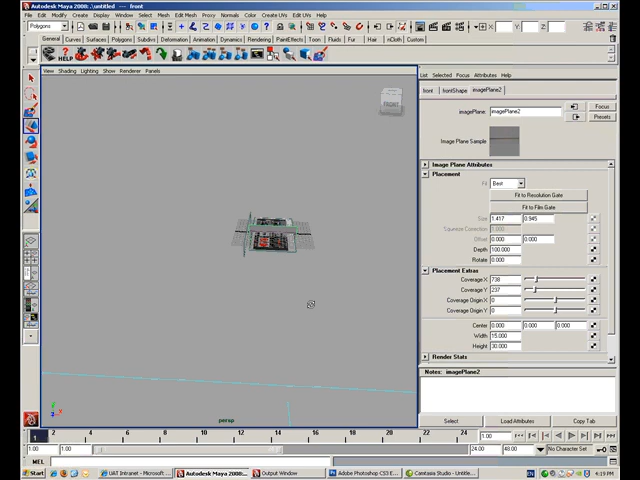 Autodesk Maya 2008: .\untitled --- front
File Edit Modify Create Display Window Assets Select Mesh Edit Mesh Proxy Normals Color Create UVs Edit UVs Help
Polygons
X: Y: Z:
General Curves Surfaces Polygons Deformation Animation Dynamics Rendering PaintEffects Toon Fluids Fur Hair nCloth Custom
HELP
View Shading Lighting Show Renderer Panels
List Selected Focus Attributes Help
front frontShape imagePlane2
imagePlane: imagePlane2
Focus
Presets
FRONT
Image Plane Sample
Image Plane Attributes
Placement
Fit Best
Fit to Resolution Gate
Fit to Film Gate
Size 1.417 0.945
Squeeze Correction
Offset 0.000 0.000
Depth 100.000
Rotate 0.000
Placement Extras
Coverage X 738
Coverage Y 237
Coverage Origin X 0
Coverage Origin Y 0
Center 0.000 0.000 0.000
Width 15.000
Height 30.000
Render Stats
Notes: imagePlane2
persp
Select Load Attributes Copy Tab
1 2 4 6 8 10 12 14 16 18 20 22 24 1.00
1.00 1.00 24.00 48.00 No Character Set
MEL
Start UAT Intranet - Microsoft ... Autodesk Maya 2008:... Output Window Adobe Photoshop CS3 E... Camtasia Studio - Untitle... 4:19 PM